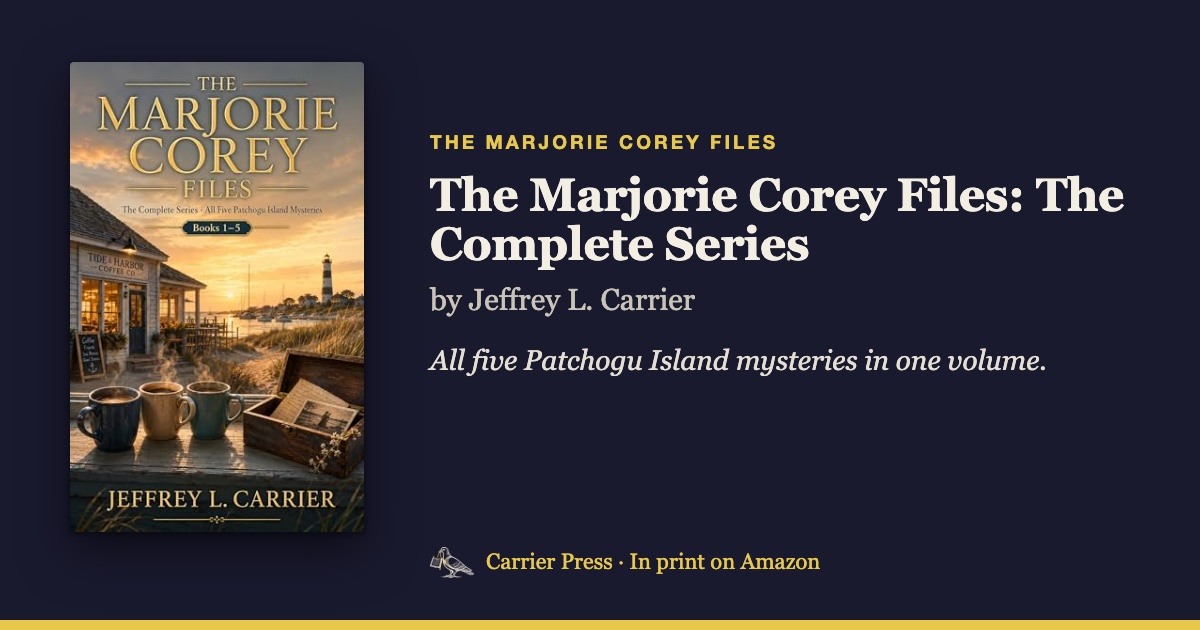 THE
MARJORIE
COREY
FILES
The Complete Series · All Five Patchogu Island Mysteries
Books 1–5
TIDE & HARBOR
COFFEE CO
Coffee
JEFFREY L. CARRIER
THE MARJORIE COREY FILES
The Marjorie Corey Files: The
Complete Series
by Jeffrey L. Carrier
All five Patchogu Island mysteries in one volume.
Carrier Press · In print on Amazon